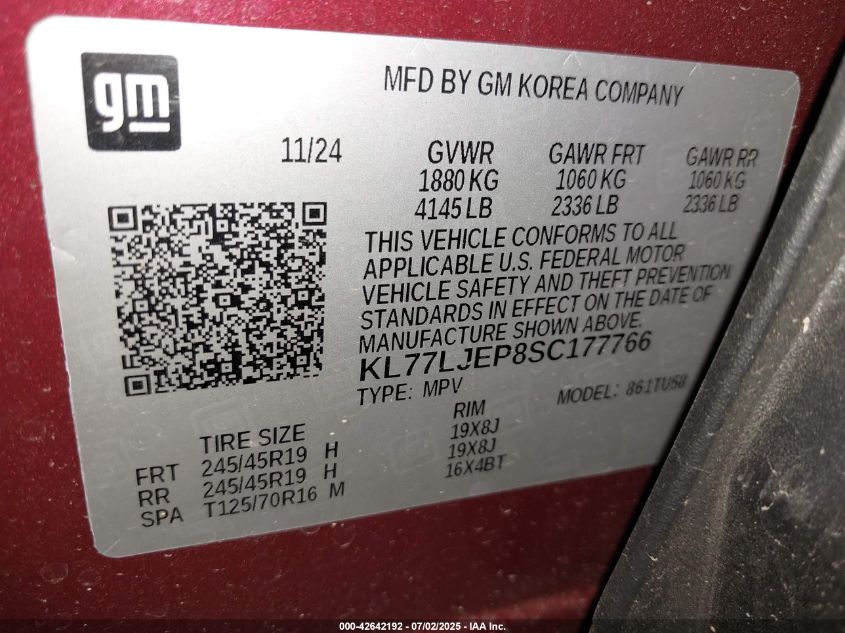 gm
MFD BY GM KOREA COMPANY
11/24
GVWR GAWR FRT GAWR RR
1880 KG 1060 KG 1060 KG
4145 LB 2336 LB 2336 LB
THIS VEHICLE CONFORMS TO ALL
APPLICABLE U.S. FEDERAL MOTOR
VEHICLE SAFETY AND THEFT PREVENTION
STANDARDS IN EFFECT ON THE DATE OF
MANUFACTURE SHOWN ABOVE.
KL77LJEP8SC177766
TYPE: MPV MODEL: 861TU58
TIRE SIZE RIM
FRT 245/45R19 H 19X8J
RR 245/45R19 H 19X8J
SPA T125/70R16 M 16X4BT
000-42642192 - 07/02/2025 - IAA Inc.